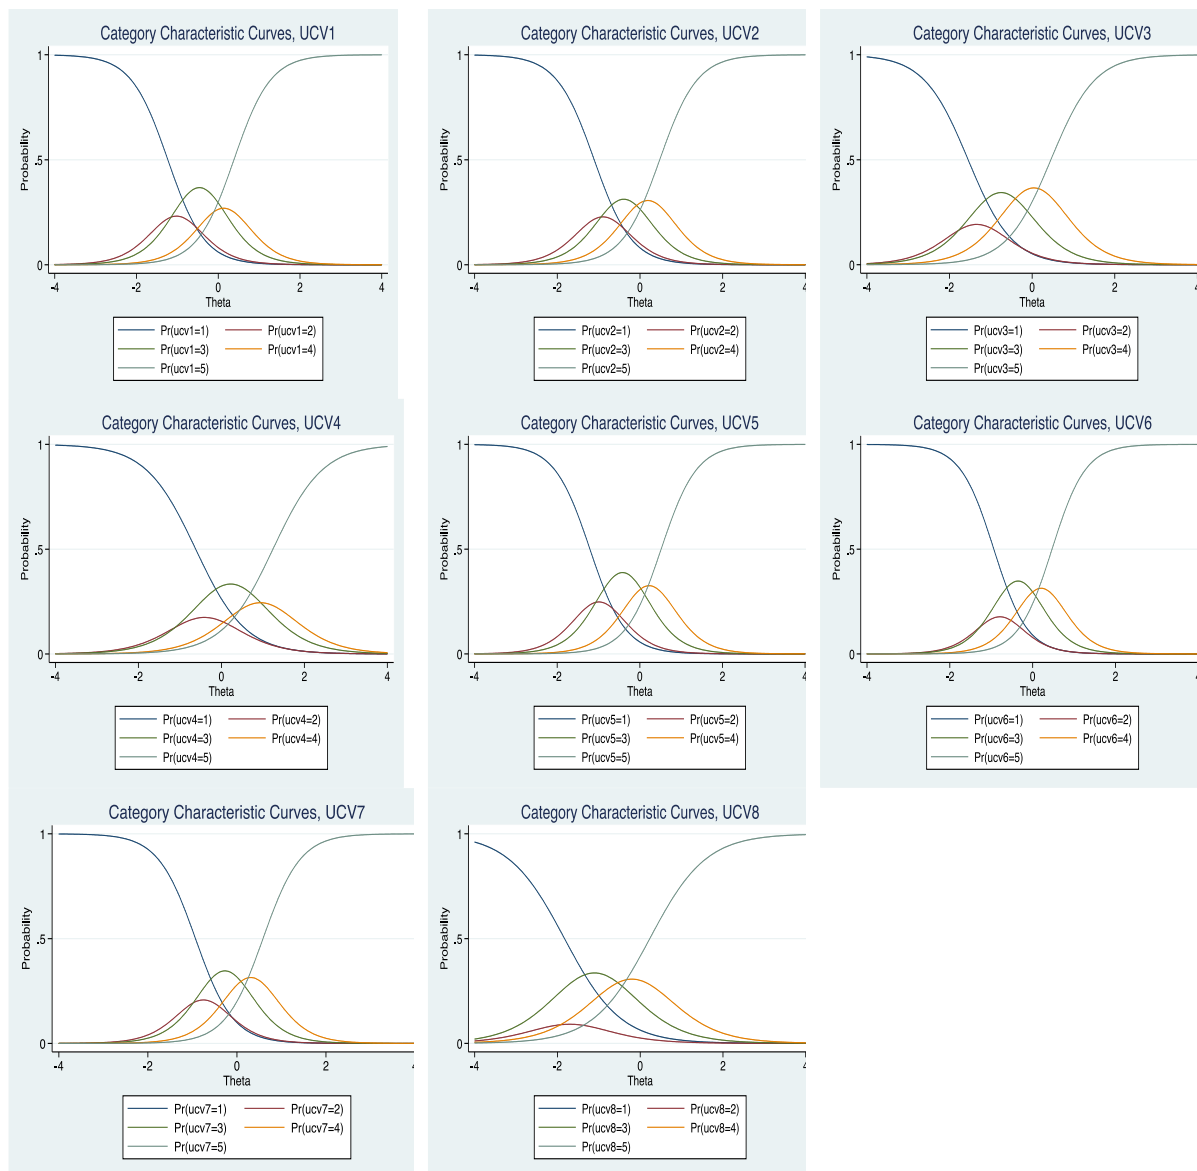 Category Characteristic Curves, UCV1
1
.5
0
Probability
-4 -2 0 2 4
Theta
Pr(ucv1=1) Pr(ucv1=2)
Pr(ucv1=3) Pr(ucv1=4)
Pr(ucv1=5)
Category Characteristic Curves, UCV2
1
.5
0
Probability
-4 -2 0 2 4
Theta
Pr(ucv2=1) Pr(ucv2=2)
Pr(ucv2=3) Pr(ucv2=4)
Pr(ucv2=5)
Category Characteristic Curves, UCV3
1
.5
0
Probability
-4 -2 0 2 4
Theta
Pr(ucv3=1) Pr(ucv3=2)
Pr(ucv3=3) Pr(ucv3=4)
Pr(ucv3=5)
Category Characteristic Curves, UCV4
1
.5
0
Probability
-4 -2 0 2 4
Theta
Pr(ucv4=1) Pr(ucv4=2)
Pr(ucv4=3) Pr(ucv4=4)
Pr(ucv4=5)
Category Characteristic Curves, UCV5
1
.5
0
Probability
-4 -2 0 2 4
Theta
Pr(ucv5=1) Pr(ucv5=2)
Pr(ucv5=3) Pr(ucv5=4)
Pr(ucv5=5)
Category Characteristic Curves, UCV6
1
.5
0
Probability
-4 -2 0 2 4
Theta
Pr(ucv6=1) Pr(ucv6=2)
Pr(ucv6=3) Pr(ucv6=4)
Pr(ucv6=5)
Category Characteristic Curves, UCV7
1
.5
0
Probability
-4 -2 0 2 4
Theta
Pr(ucv7=1) Pr(ucv7=2)
Pr(ucv7=3) Pr(ucv7=4)
Pr(ucv7=5)
Category Characteristic Curves, UCV8
1
.5
0
Probability
-4 -2 0 2 4
Theta
Pr(ucv8=1) Pr(ucv8=2)
Pr(ucv8=3) Pr(ucv8=4)
Pr(ucv8=5)